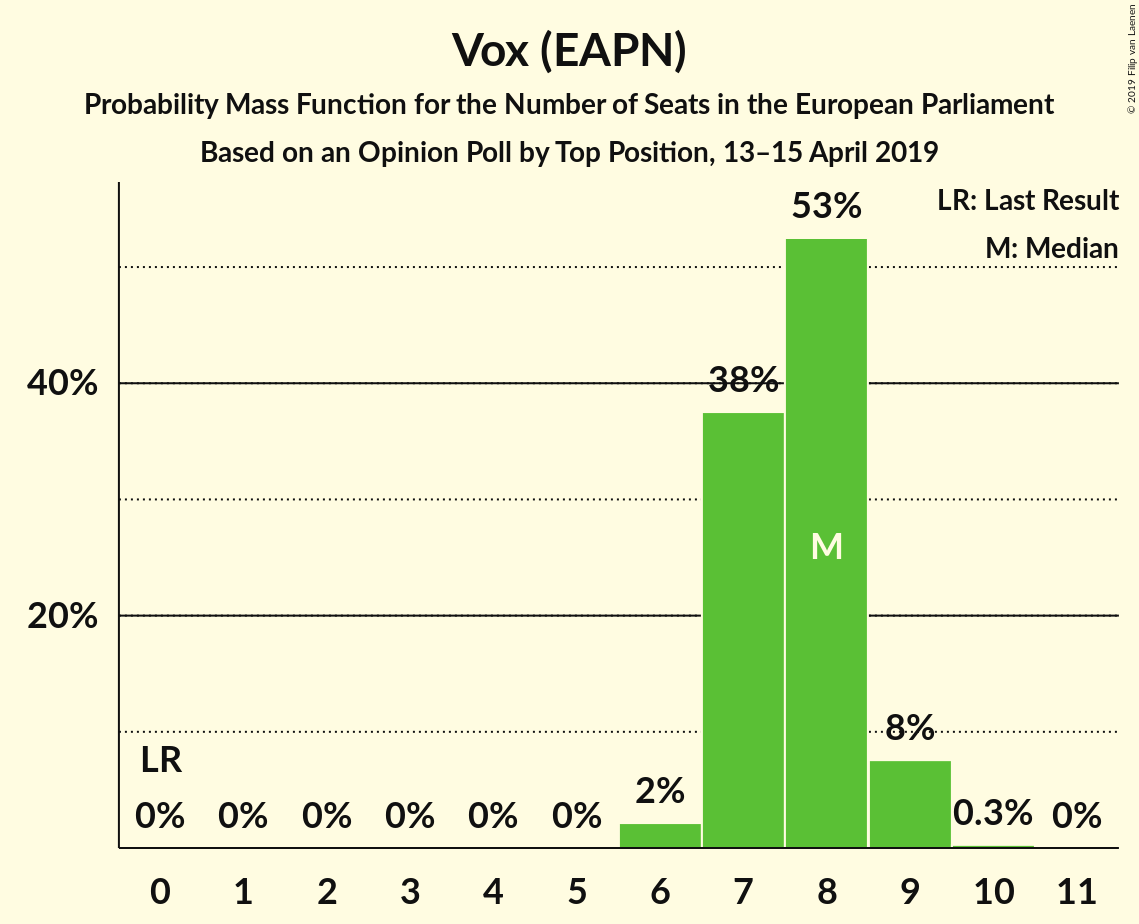 Vox (EAPN)
Probability Mass Function for the Number of Seats in the European Parliament
Based on an Opinion Poll by Top Position, 13–15 April 2019
© 2019 Filip van Laenen
LR: Last Result
M: Median
53%
38%
40%
M
20%
8%
LR
2%
0% 0% 0% 0% 0% 0% 0.3% 0%
0 1 2 3 4 5 6 7 8 9 10 11